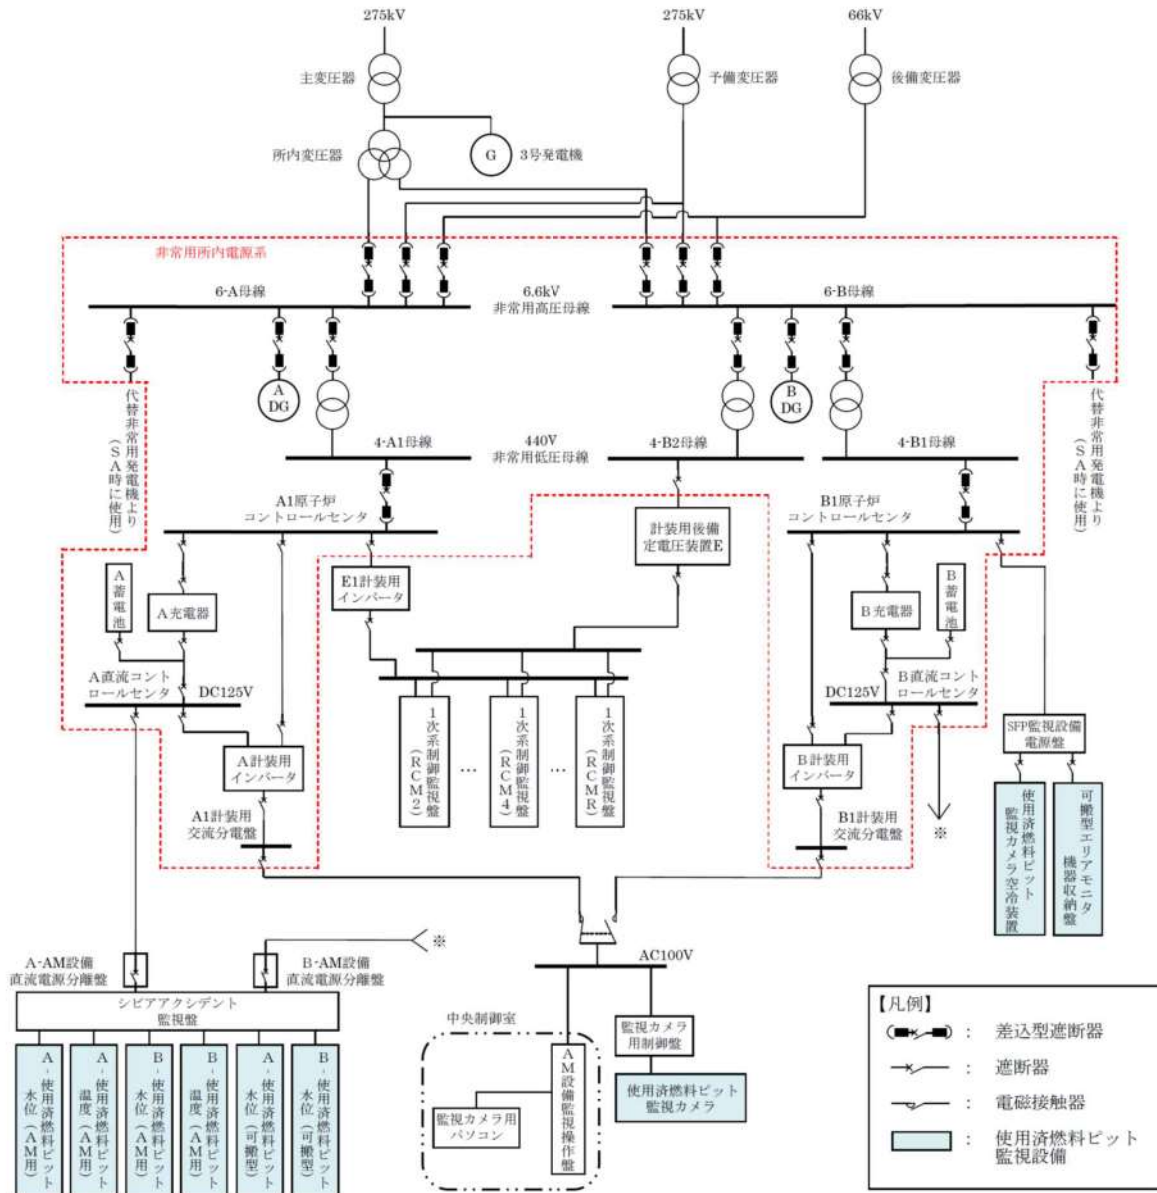 275kV
275kV
66kV
主変圧器
予備変圧器
後備変圧器
所内変圧器
G
3号発電機
非常用所内電源系
6-A母線
6.6kV
非常用高圧母線
6-B母線
代替非常用発電機より
(SA時に使用)
A
DG
B
DG
代替非常用発電機より
(SA時に使用)
4-A1母線
440V
非常用低圧母線
4-B2母線
4-B1母線
A1原子炉
コントロールセンタ
計装用後備
定電圧装置E
B1原子炉
コントロールセンタ
A蓄電池
A充電器
E1計装用
インバータ
B充電器
B蓄電池
A直流コント
ロールセンタ
DC125V
DC125V
B直流コント
ロールセンタ
1次系制御監視盤
(RCM2)
…
1次系制御監視盤
(RCM4)
…
1次系制御監視盤
(RCMR)
SFP監視設備
電源盤
A計装用
インバータ
B計装用
インバータ
A1計装用
交流分電盤
B1計装用
交流分電盤
※
使用済燃料ピット
監視カメラ空冷装置
可搬型エリアモニタ
機器収納盤
※
A-AM設備
直流電源分離盤
B-AM設備
直流電源分離盤
AC100V
シビアアクシデント
監視盤
A-使用済燃料ピット
水位(AM用)
A-使用済燃料ピット
温度(AM用)
B-使用済燃料ピット
水位(AM用)
B-使用済燃料ピット
温度(AM用)
A-使用済燃料ピット
水位(可搬型)
B-使用済燃料ピット
水位(可搬型)
中央制御室
監視カメラ用
パソコン
AM設備監視操作盤
監視カメラ
用制御盤
使用済燃料ピット
監視カメラ
【凡例】
: 差込型遮断器
: 遮断器
: 電磁接触器
: 使用済燃料ピット
監視設備